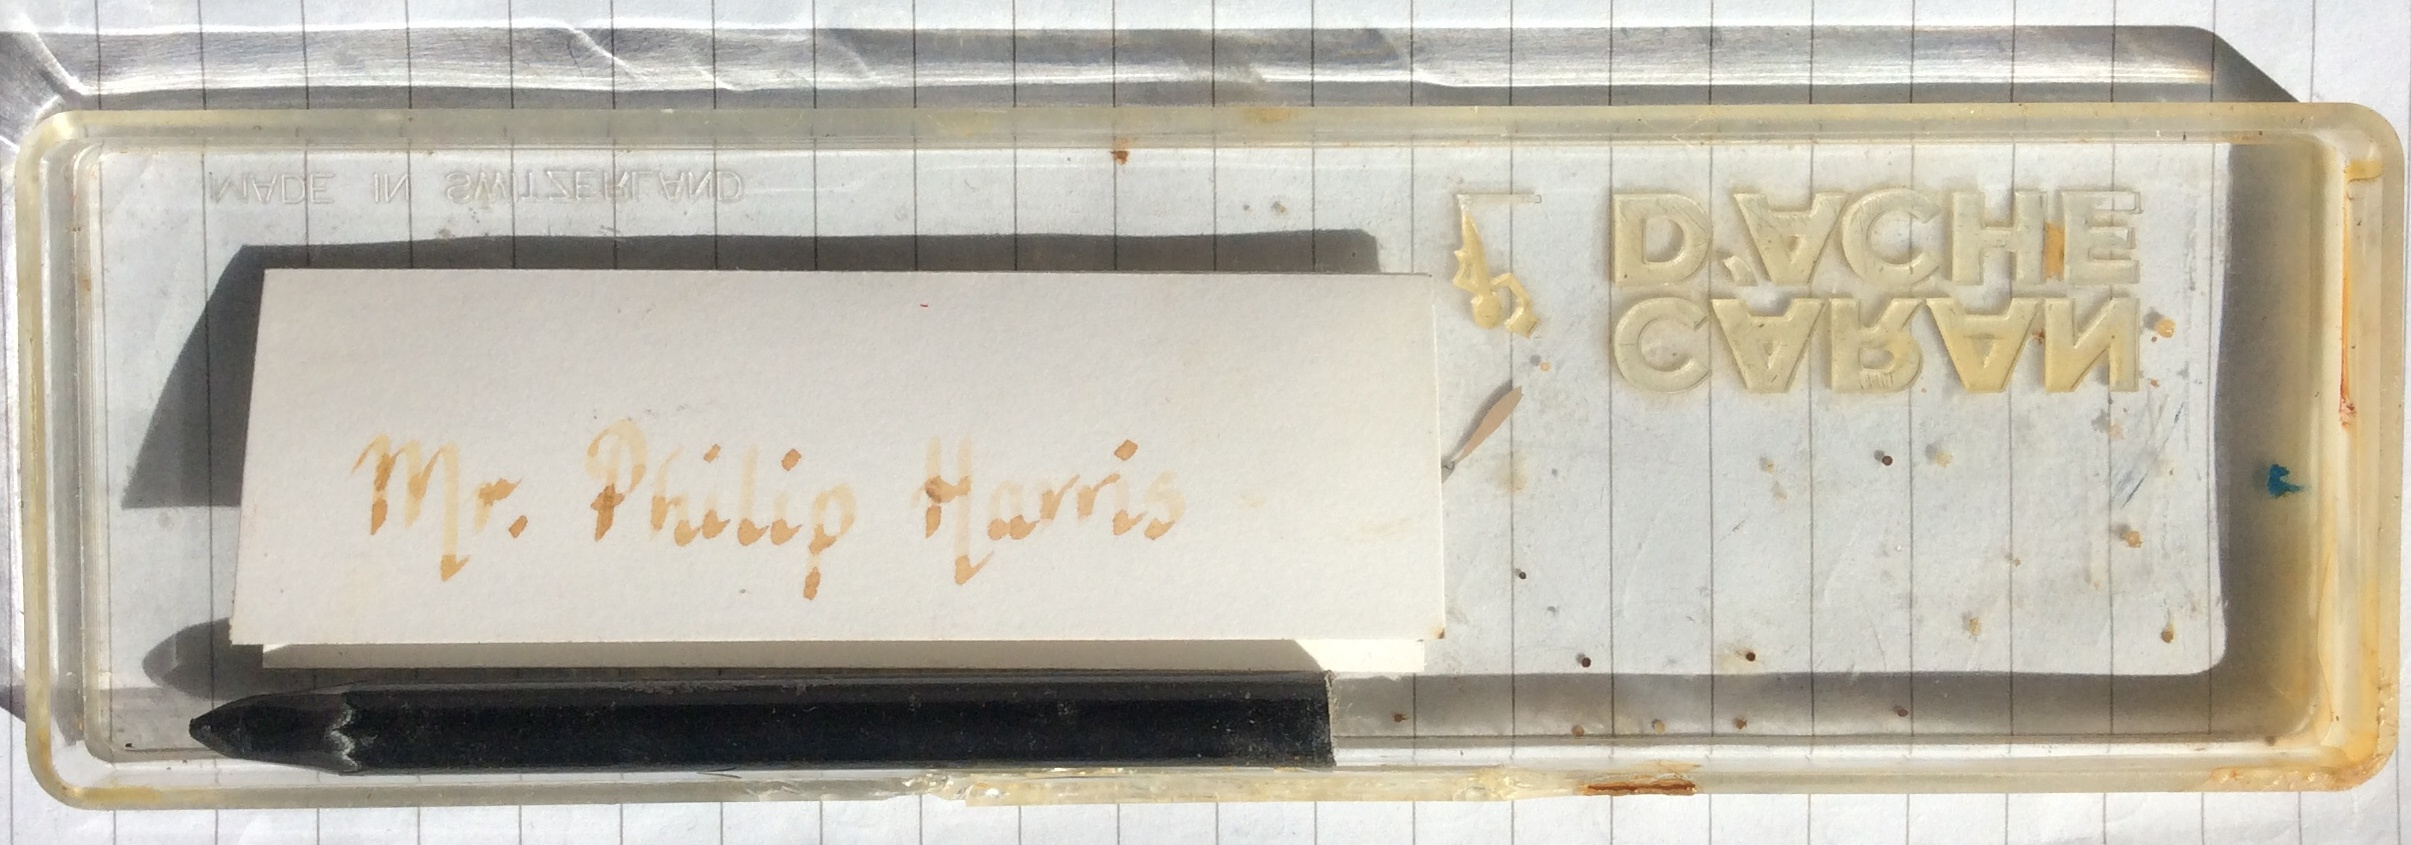 MADE IN SWITZERLAND
CARAN
D'ACHE
Mr. Philip Harris